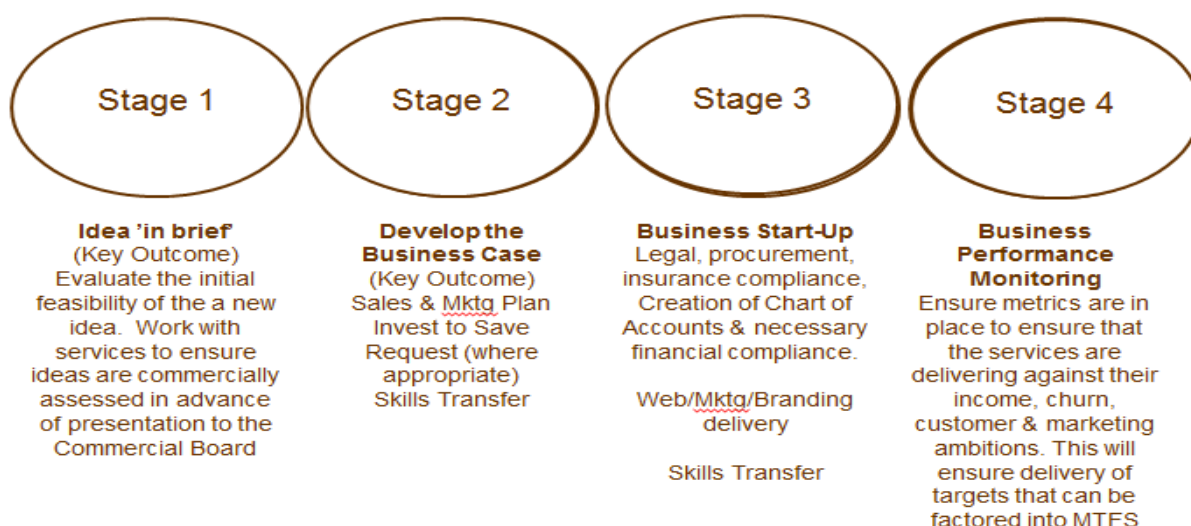 Stage 1
Stage 2
Stage 3
Stage 4
Idea 'in brief'
(Key Outcome)
Evaluate the initial
feasibility of the a new
idea.  Work with
services to ensure
ideas are commercially
assessed in advance
of presentation to the
Commercial Board
Develop the
Business Case
(Key Outcome)
Sales & Mktg Plan
Invest to Save
Request (where
appropriate)
Skills Transfer
Business Start-Up
Legal, procurement,
insurance compliance,
Creation of Chart of
Accounts & necessary
financial compliance.
Web/Mktg/Branding
delivery
Skills Transfer
Business
Performance
Monitoring
Ensure metrics are in
place to ensure that
the services are
delivering against their
income, churn,
customer & marketing
ambitions. This will
ensure delivery of
targets that can be
factored into MTFS